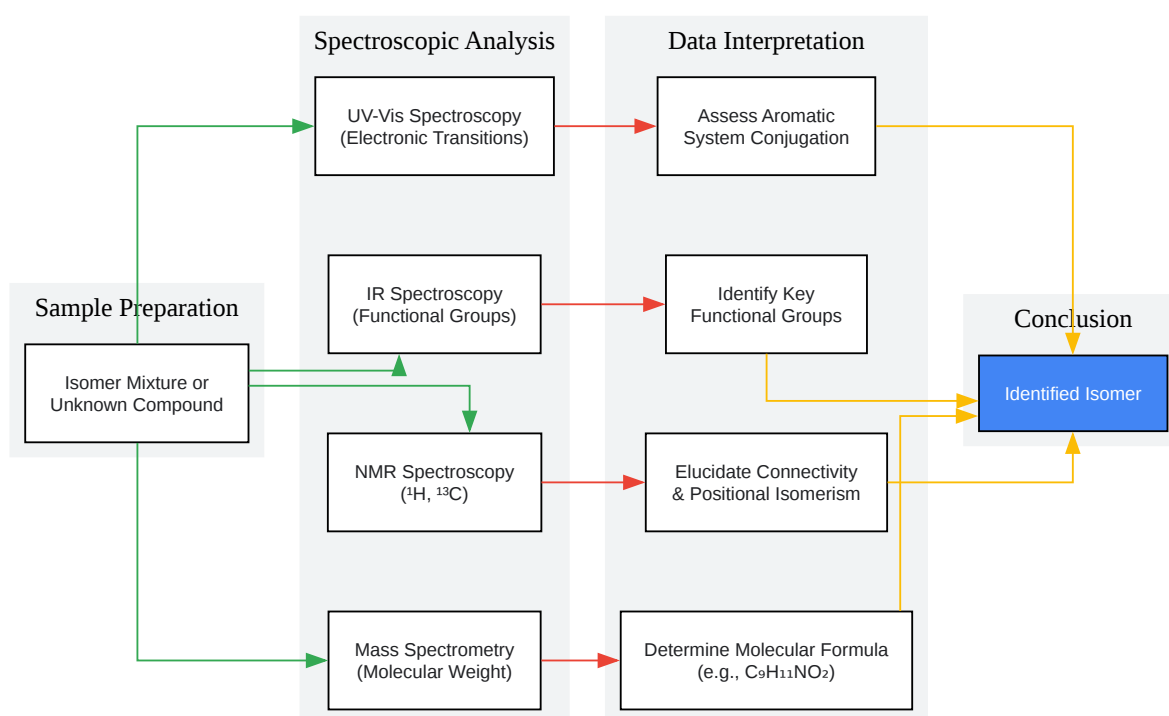 Spectroscopic Analysis
Data Interpretation
UV-Vis Spectroscopy
(Electronic Transitions)
Assess Aromatic
System Conjugation
Sample Preparation
Isomer Mixture or
Unknown Compound
IR Spectroscopy
(Functional Groups)
Identify Key
Functional Groups
Conclusion
Identified Isomer
NMR Spectroscopy
(¹H, ¹³C)
Elucidate Connectivity
& Positional Isomerism
Mass Spectrometry
(Molecular Weight)
Determine Molecular Formula
(e.g., C₉H₁₁NO₂)